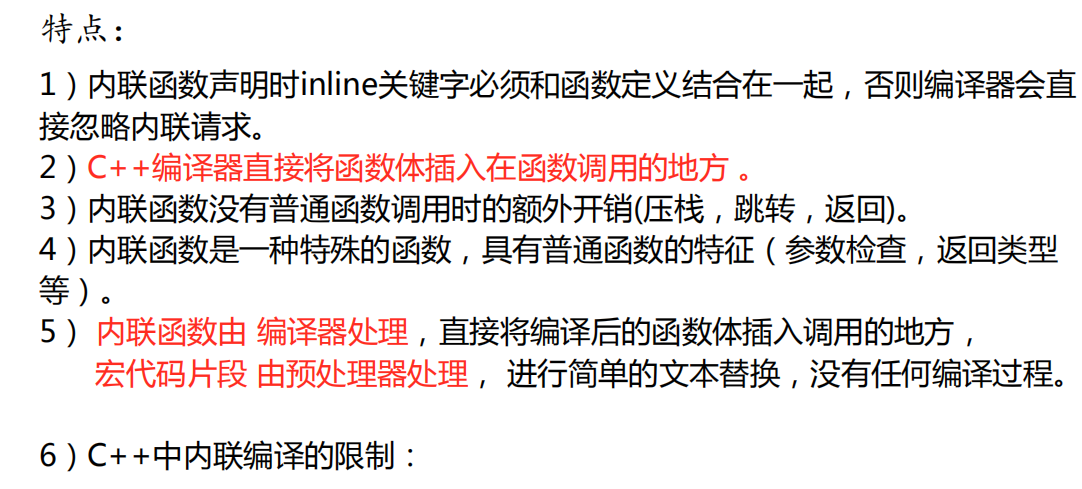 特点：
1）内联函数声明时inline关键字必须和函数定义结合在一起，否则编译器会直
接忽略内联请求。
2）C++编译器直接将函数体插入在函数调用的地方 。
3）内联函数没有普通函数调用时的额外开销(压栈，跳转，返回)。
4）内联函数是一种特殊的函数，具有普通函数的特征（参数检查，返回类型
等）。
5） 内联函数由 编译器处理，直接将编译后的函数体插入调用的地方，
宏代码片段 由预处理器处理， 进行简单的文本替换，没有任何编译过程。
6）C++中内联编译的限制：